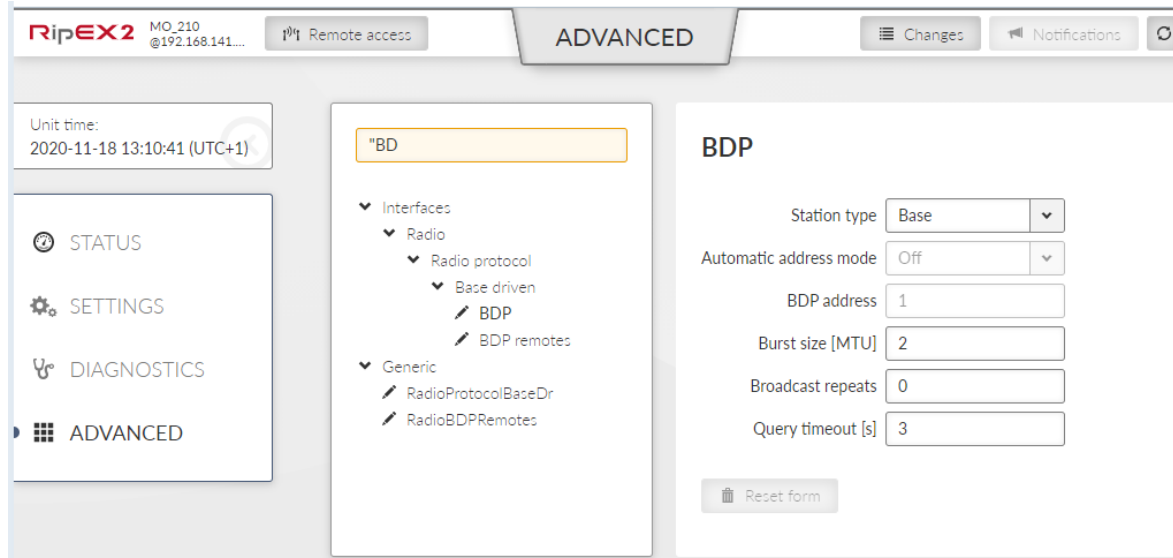 RipEX2
MO_210
@192.168.141....
Remote access
ADVANCED
Changes
Notifications
Unit time:
2020-11-18 13:10:41 (UTC+1)
STATUS
SETTINGS
DIAGNOSTICS
ADVANCED
"BD
Interfaces
Radio
Radio protocol
Base driven
BDP
BDP remotes
Generic
RadioProtocolBaseDr
RadioBDPRemotes
BDP
Station type Base
Automatic address mode Off
BDP address 1
Burst size [MTU] 2
Broadcast repeats 0
Query timeout [s] 3
Reset form